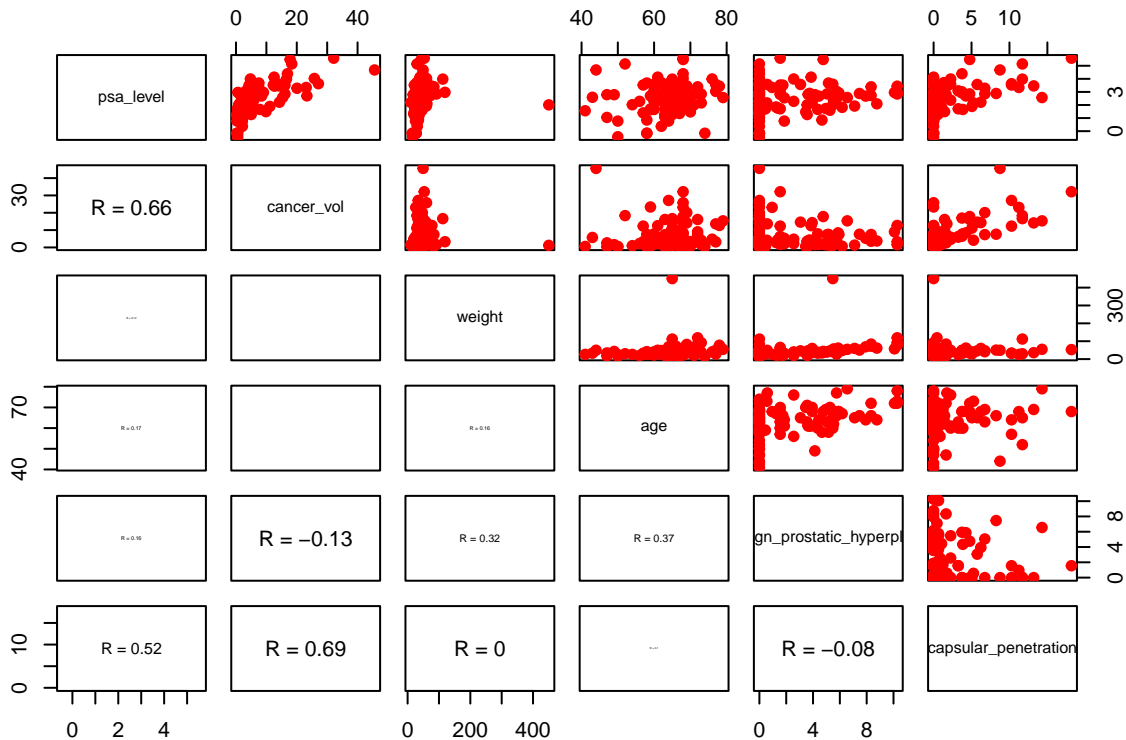 0 20 40
40 60 80
0 5 10
psa_level
0 3
0 30
R = 0.66
cancer_vol
weight
0 300
40 70
R = 0.17
R = 0.16
age
R = 0.16
R = −0.13
R = 0.32
R = 0.37
gn_prostatic_hyperpl
0 4 8
0 10
R = 0.52
R = 0.69
R = 0
R = −0.08
capsular_penetration
0 2 4
0 200 400
0 4